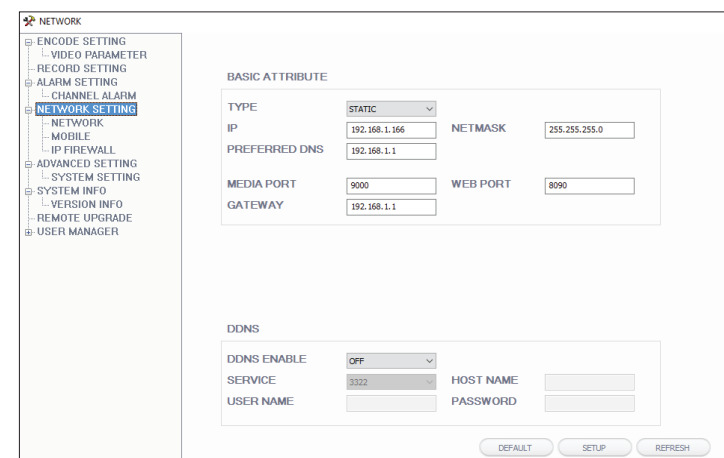 NETWORK
ENCODE SETTING
VIDEO PARAMETER
RECORD SETTING
ALARM SETTING
CHANNEL ALARM
NETWORK SETTING
NETWORK
MOBILE
IP FIREWALL
ADVANCED SETTING
SYSTEM SETTING
SYSTEM INFO
VERSION INFO
REMOTE UPGRADE
USER MANAGER
BASIC ATTRIBUTE
TYPE STATIC
IP 192.168.1.166 NETMASK 255.255.255.0
PREFERRED DNS 192.168.1.1
MEDIA PORT 9000 WEB PORT 8090
GATEWAY 192.168.1.1
DDNS
DDNS ENABLE OFF
SERVICE 3322 HOST NAME
USER NAME PASSWORD
DEFAULT SETUP REFRESH